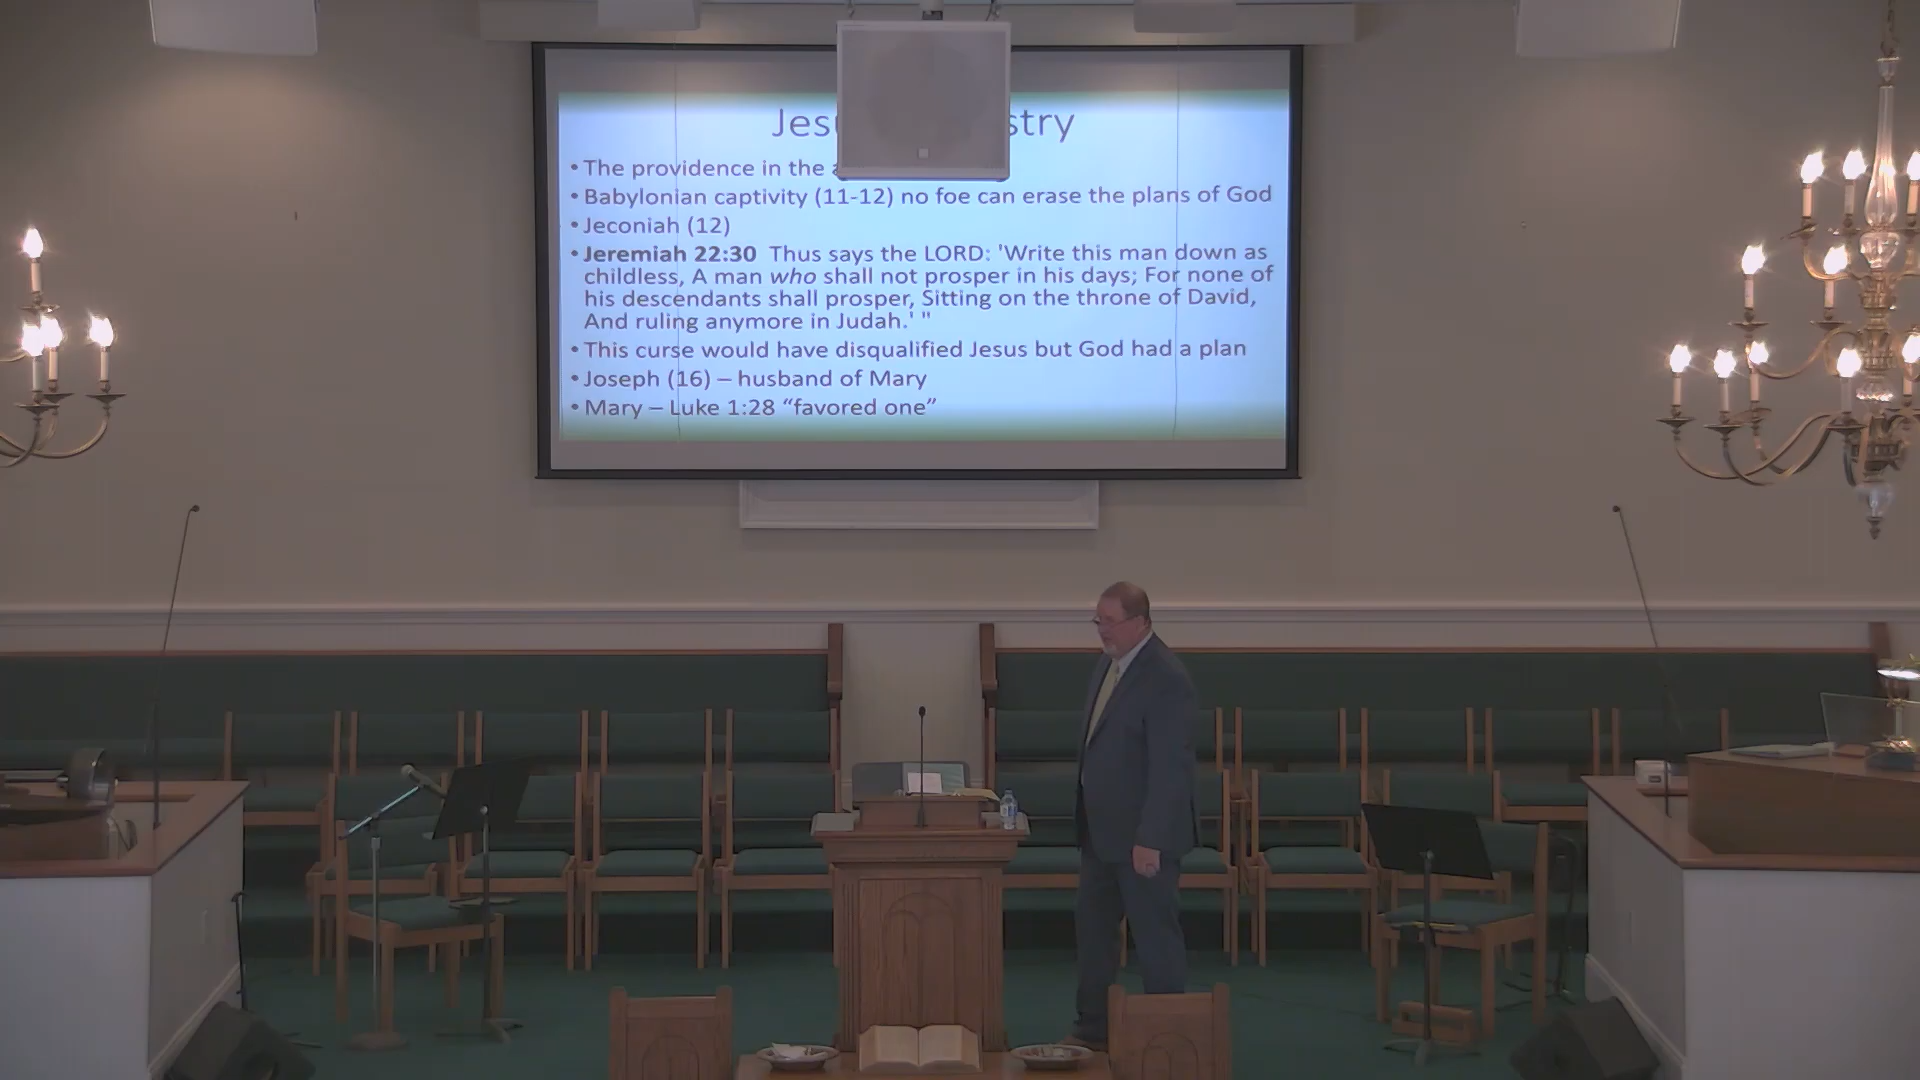 Jes stry
• The providence in the
• Babylonian captivity (11-12) no foe can erase the plans of God
• Jeconiah (12)
• Jeremiah 22:30 Thus says the LORD: 'Write this man down as
childless, A man who shall not prosper in his days; For none of
his descendants shall prosper, Sitting on the throne of David,
And ruling anymore in Judah.' "
• This curse would have disqualified Jesus but God had a plan
• Joseph (16) – husband of Mary
• Mary – Luke 1:28 “favored one”